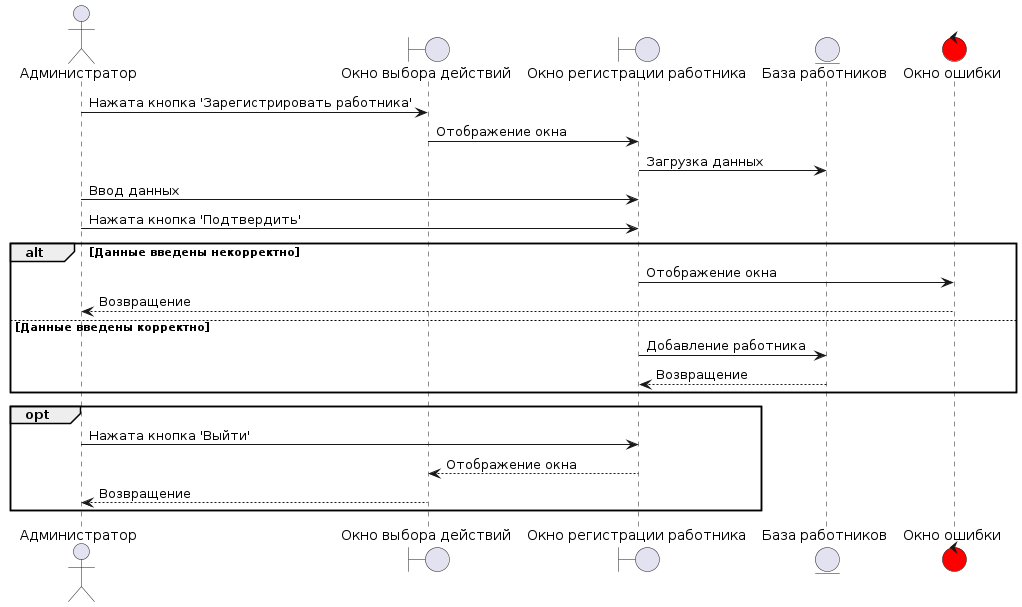 Администратор
Окно выбора действий
Окно регистрации работника
База работников
Окно ошибки
Нажата кнопка 'Зарегистрировать работника'
Отображение окна
Загрузка данных
Ввод данных
Нажата кнопка 'Подтвердить'
alt
[Данные введены некорректно]
Отображение окна
Возвращение
[Данные введены корректно]
Добавление работника
Возвращение
opt
Нажата кнопка 'Выйти'
Отображение окна
Возвращение
Администратор
Окно выбора действий
Окно регистрации работника
База работников
Окно ошибки